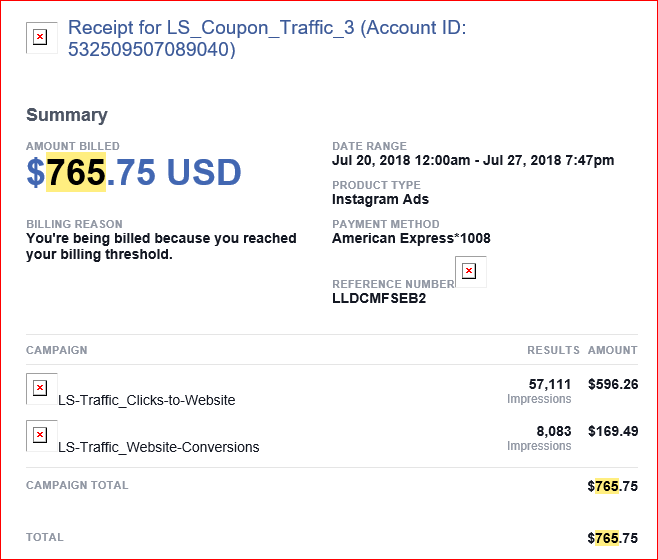 Receipt for LS_Coupon_Traffic_3 (Account ID:
532509507089040)
Summary
AMOUNT BILLED
$765.75 USD
DATE RANGE
Jul 20, 2018 12:00am - Jul 27, 2018 7:47pm
PRODUCT TYPE
Instagram Ads
BILLING REASON
You're being billed because you reached
your billing threshold.
PAYMENT METHOD
American Express*1008
REFERENCE NUMBER
LLDCMFSEB2
CAMPAIGN RESULTS AMOUNT
LS-Traffic_Clicks-to-Website 57,111 $596.26
Impressions
LS-Traffic_Website-Conversions 8,083 $169.49
Impressions
CAMPAIGN TOTAL $765.75
TOTAL $765.75